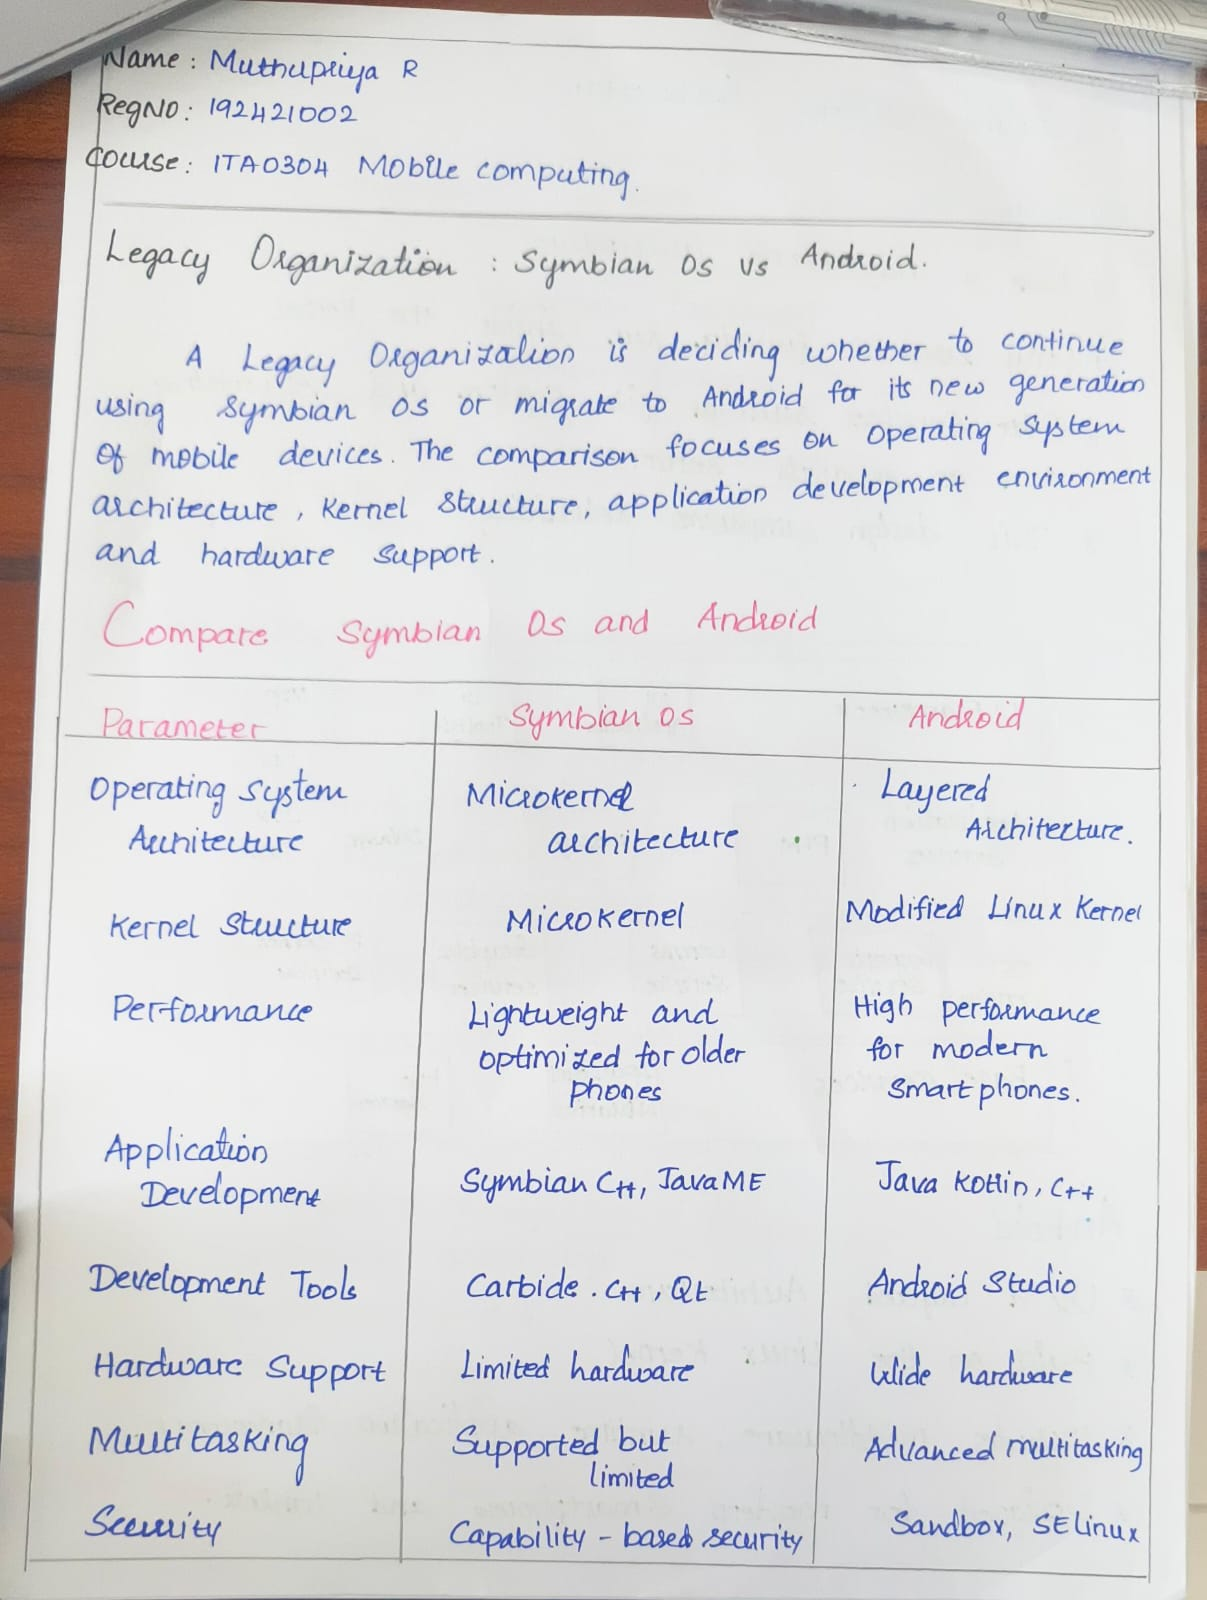 Name : Muthupriya R
RegNo : 192421002
Course : ITA0304 Mobile computing.
Legacy Organization : Symbian Os vs Android.
A Legacy Organization is deciding whether to continue
using Symbian OS or migrate to Android for its new generation
Of mobile devices. The comparison focuses on Operating System
architecture, Kernel Structure, application development environment
and hardware support.
Compare Symbian Os and Android
Parameter Symbian OS Android
Operating System Architecture Microkernel architecture Layered Architecture.
Kernel Structure Microkernel Modified Linux Kernel
Performance Lightweight and optimized for older phones High performance for modern Smart phones.
Application Development Symbian C++, Java ME Java Kotlin, C++
Development Tools Carbide . C++, Qt Android Studio
Hardware Support Limited hardware Wide hardware
Multitasking Supported but limited Advanced multitasking
Security Capability - based security Sandbox, SELinux